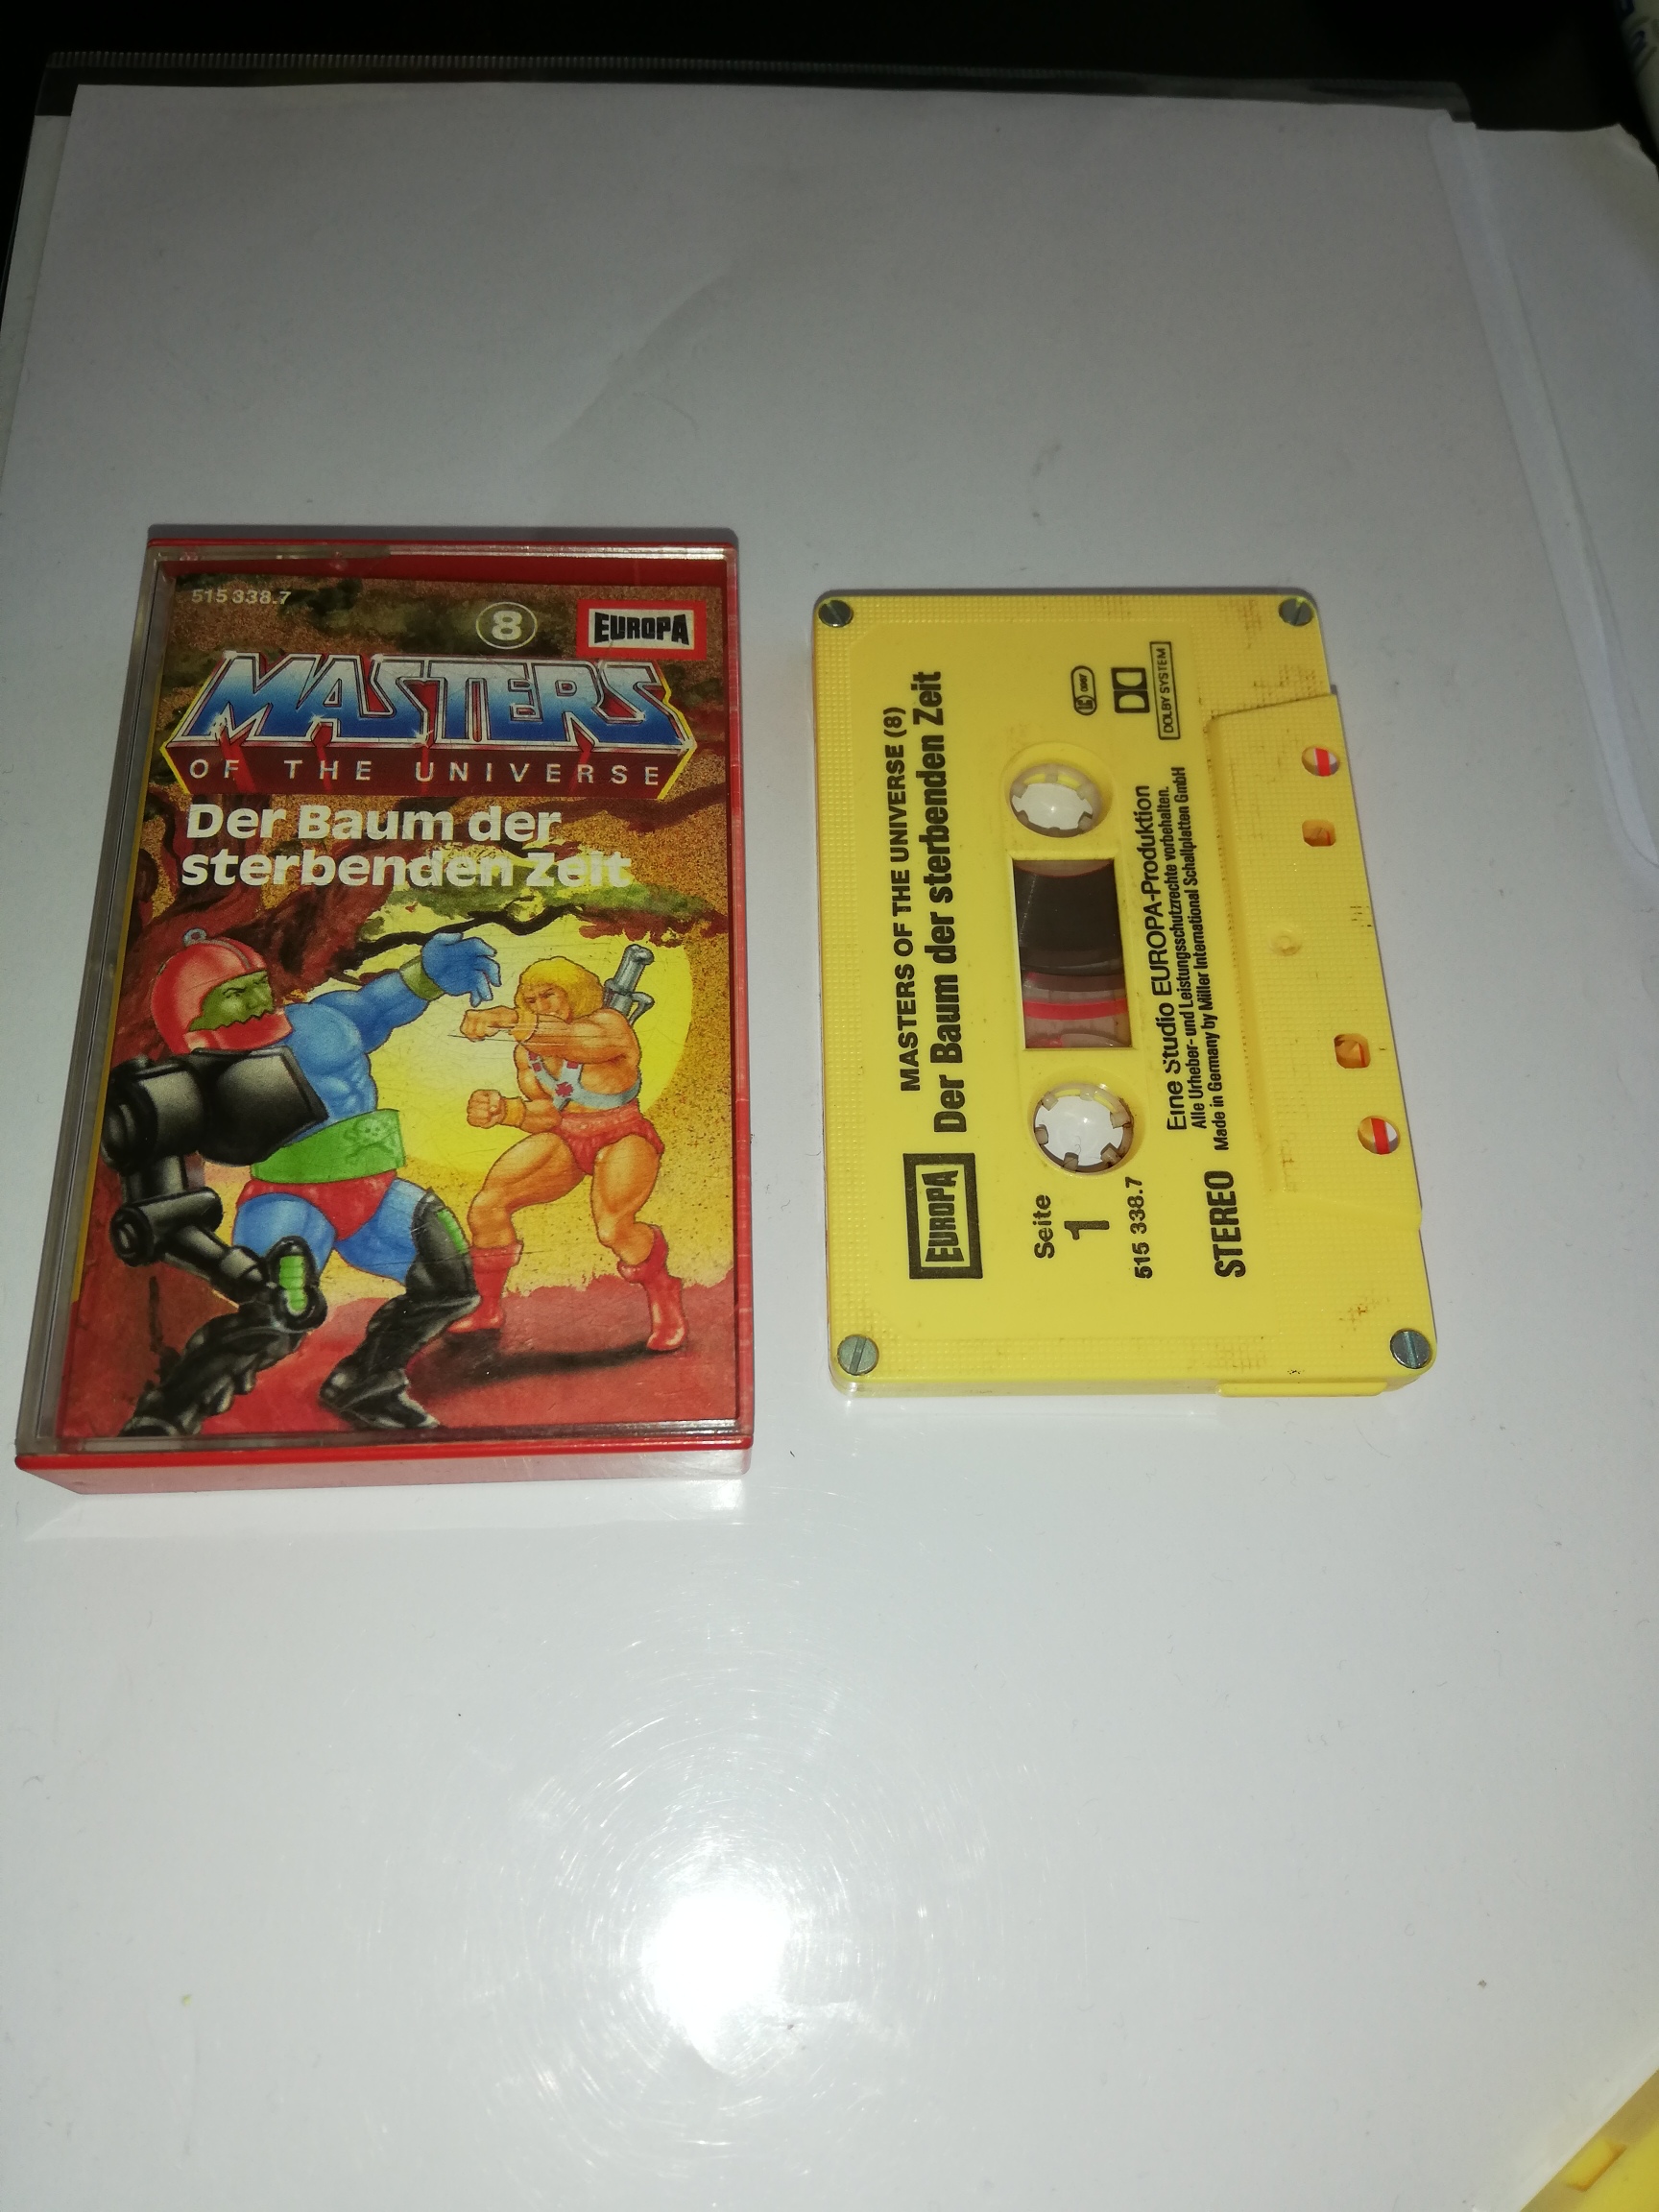 515 338.7
8
EUROPA
MASTERS
OF THE UNIVERSE
Der Baum der
sterbenden Zeit
MASTERS OF THE UNIVERSE (8)
EUROPA
Der Baum der sterbenden Zeit
Seite
1
515 338.7
STEREO
Eine Studio EUROPA-Produktion
Alle Urheber- und Leistungsschutzrechte vorbehalten.
Made in Germany by Miller International Schallplatten GmbH
DOLBY SYSTEM